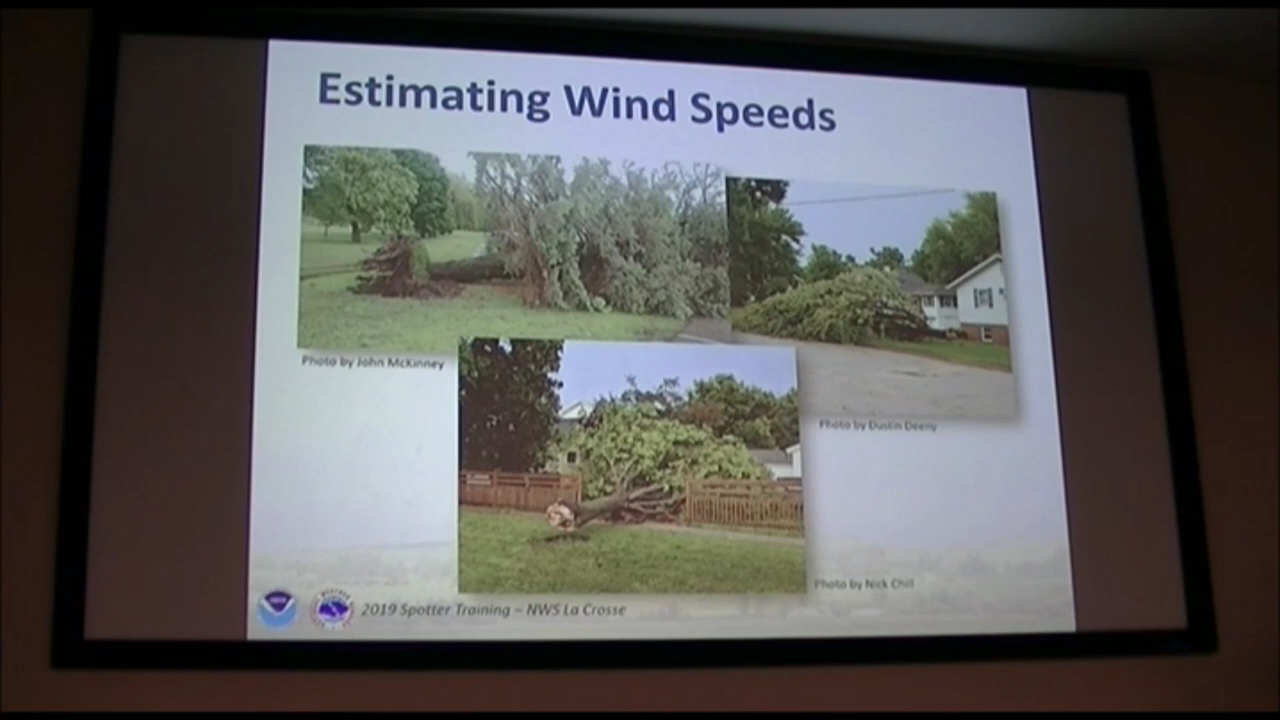 Estimating Wind Speeds
Photo by John McKinney
Photo by Dustin Deeny
Photo by Nick Chill
2019 Spotter Training – NWS La Crosse